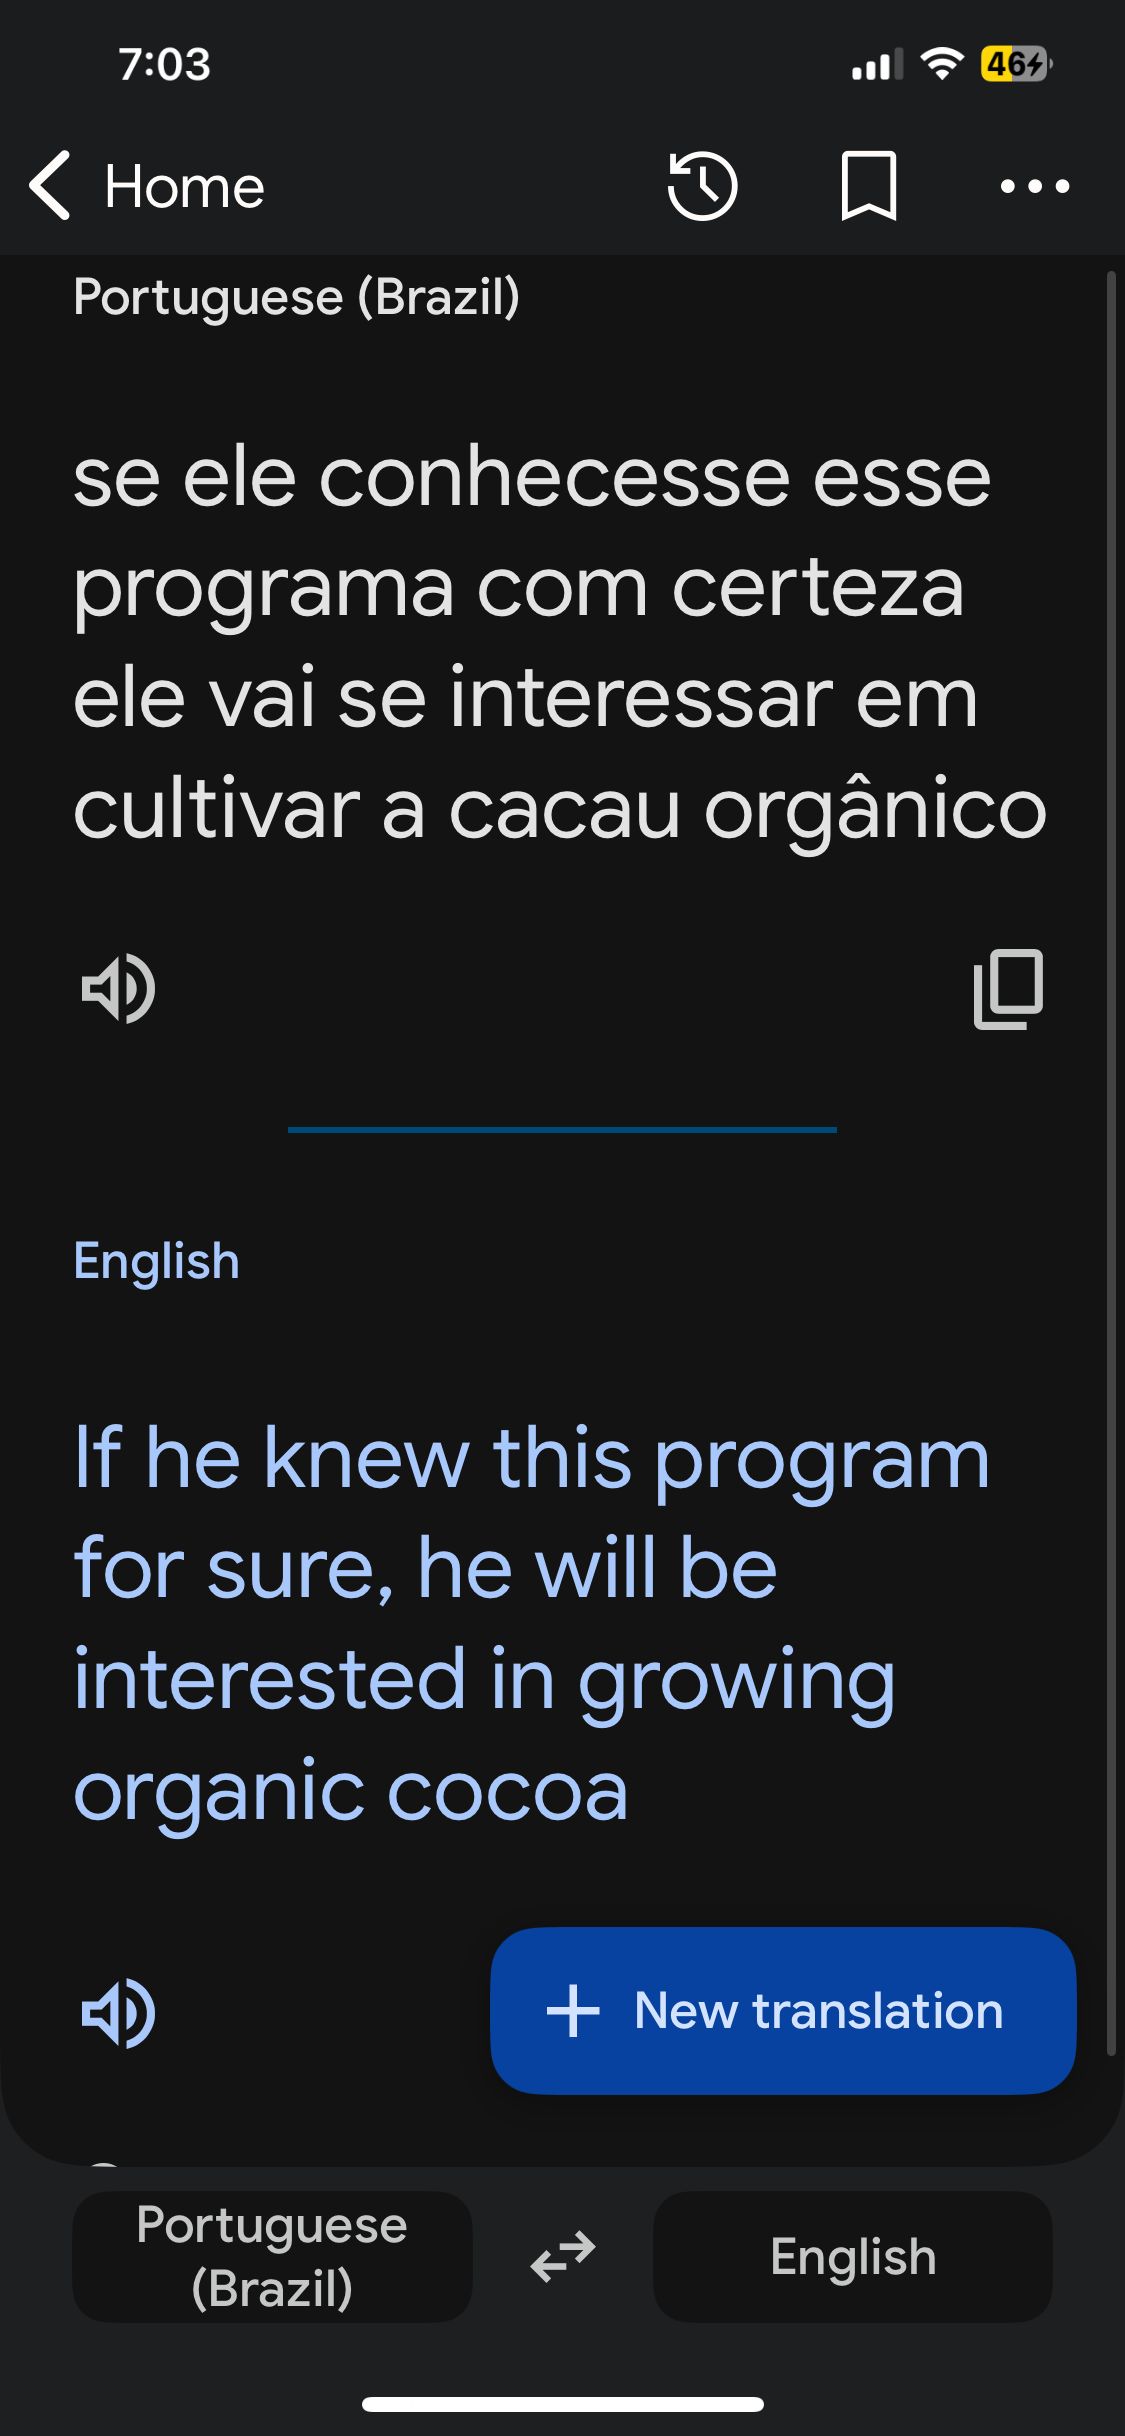 7:03
46
Home
Portuguese (Brazil)
se ele conhecesse esse
programa com certeza
ele vai se interessar em
cultivar a cacau orgânico
English
If he knew this program
for sure, he will be
interested in growing
organic cocoa
New translation
Portuguese
(Brazil)
English